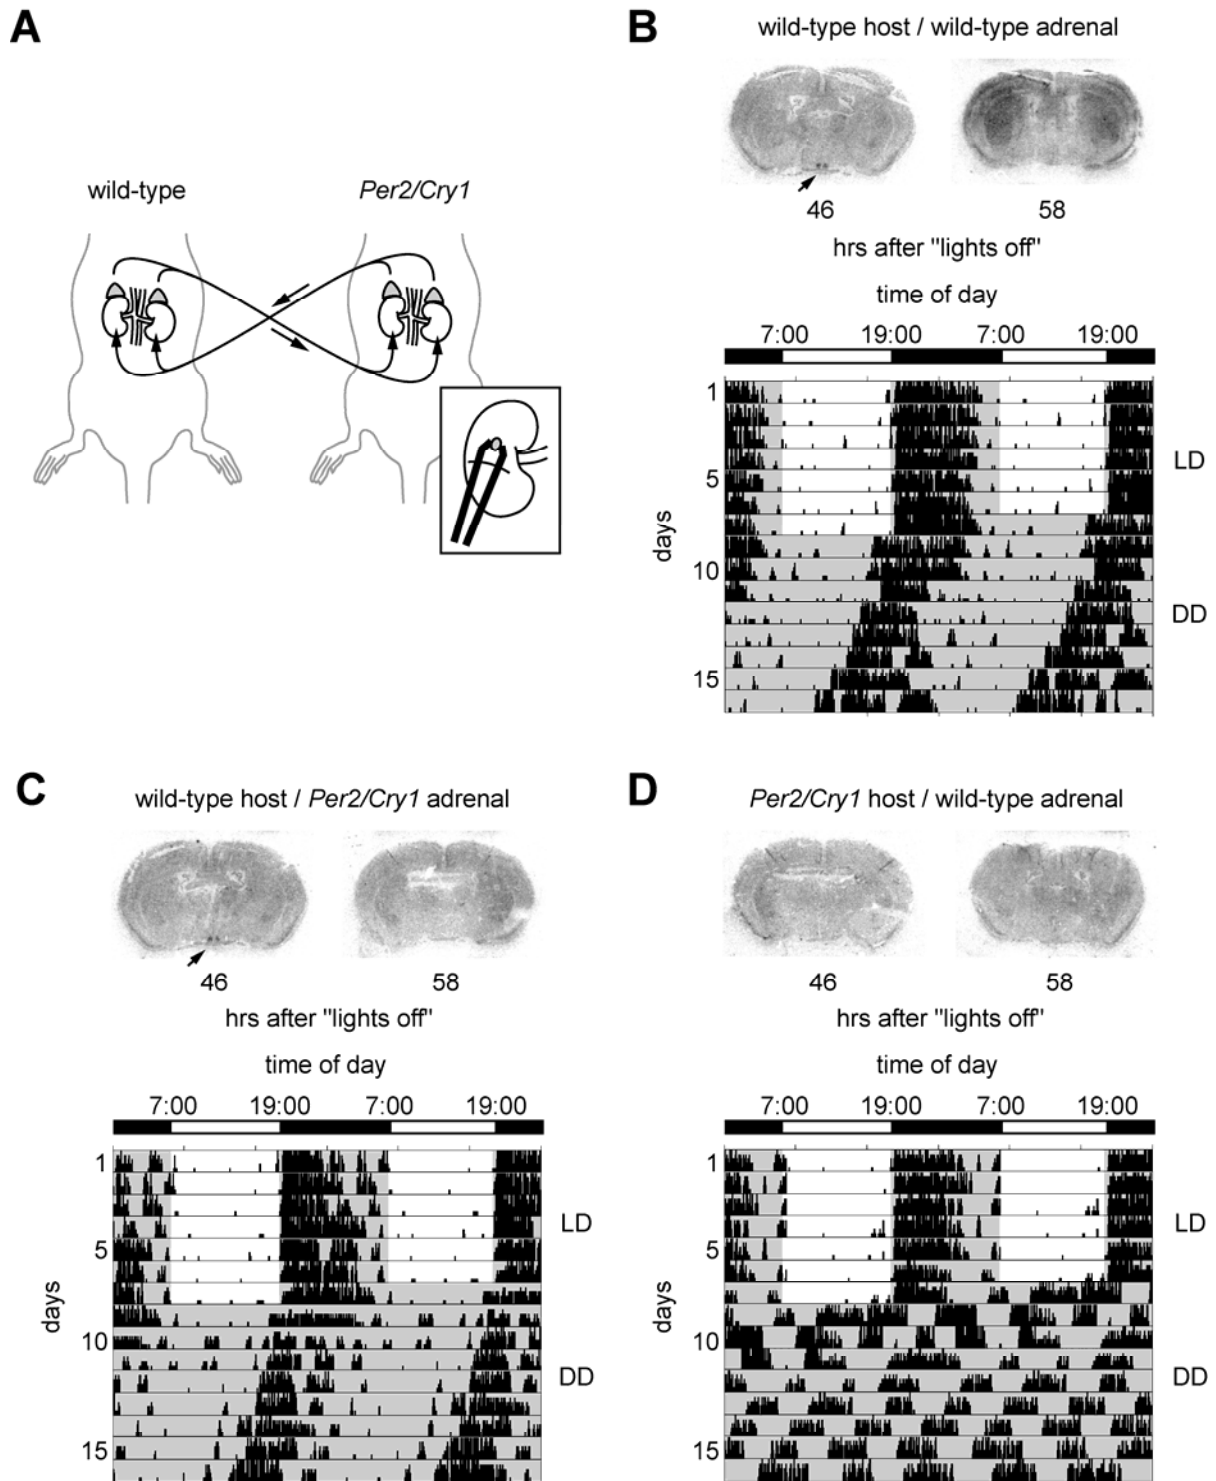 A
wild-type
Per2/Cry1
B
wild-type host / wild-type adrenal
46
58
hrs after "lights off"
time of day
7:00 19:00 7:00 19:00
1
5
10
15
days
LD
DD
C
wild-type host / Per2/Cry1 adrenal
46
58
hrs after "lights off"
time of day
7:00 19:00 7:00 19:00
1
5
10
15
days
LD
DD
D
Per2/Cry1 host / wild-type adrenal
46
58
hrs after "lights off"
time of day
7:00 19:00 7:00 19:00
1
5
10
15
days
LD
DD